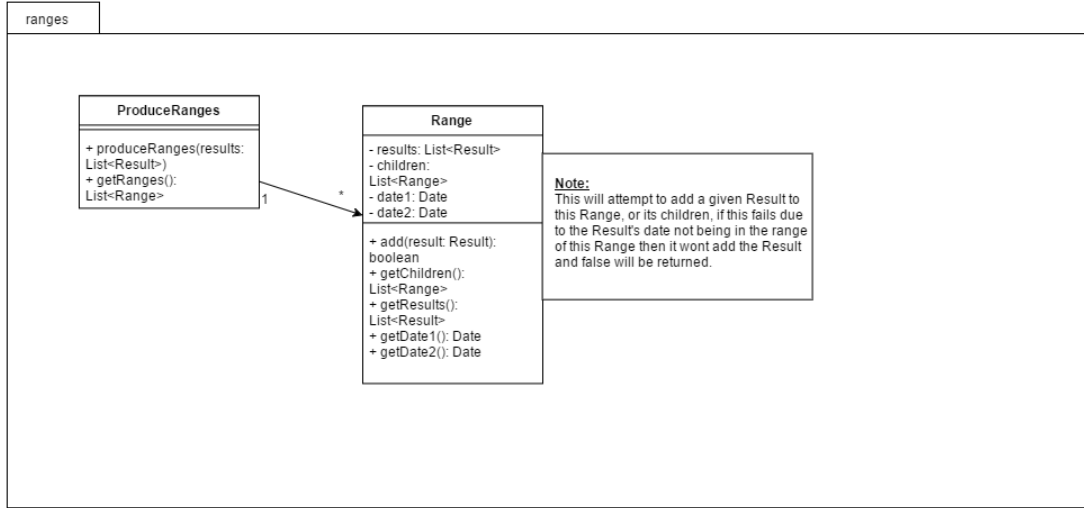 ranges
ProduceRanges
+ produceRanges(results:
List<Result>)
+ getRanges():
List<Range>
1
*
Range
- results: List<Result>
- children:
List<Range>
- date1: Date
- date2: Date
+ add(result: Result):
boolean
+ getChildren():
List<Range>
+ getResults():
List<Result>
+ getDate1(): Date
+ getDate2(): Date
Note:
This will attempt to add a given Result to
this Range, or its children, if this fails due
to the Result's date not being in the range
of this Range then it wont add the Result
and false will be returned.